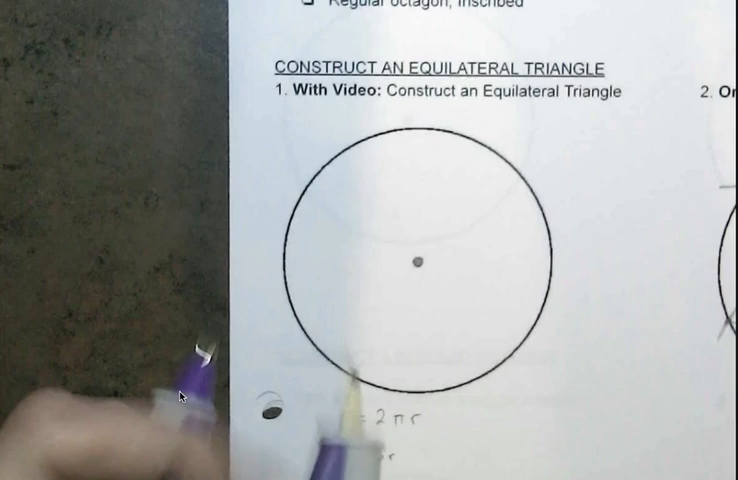 Regular octagon, inscribed
CONSTRUCT AN EQUILATERAL TRIANGLE
1. With Video: Construct an Equilateral Triangle
2. Or
= 2πr
r